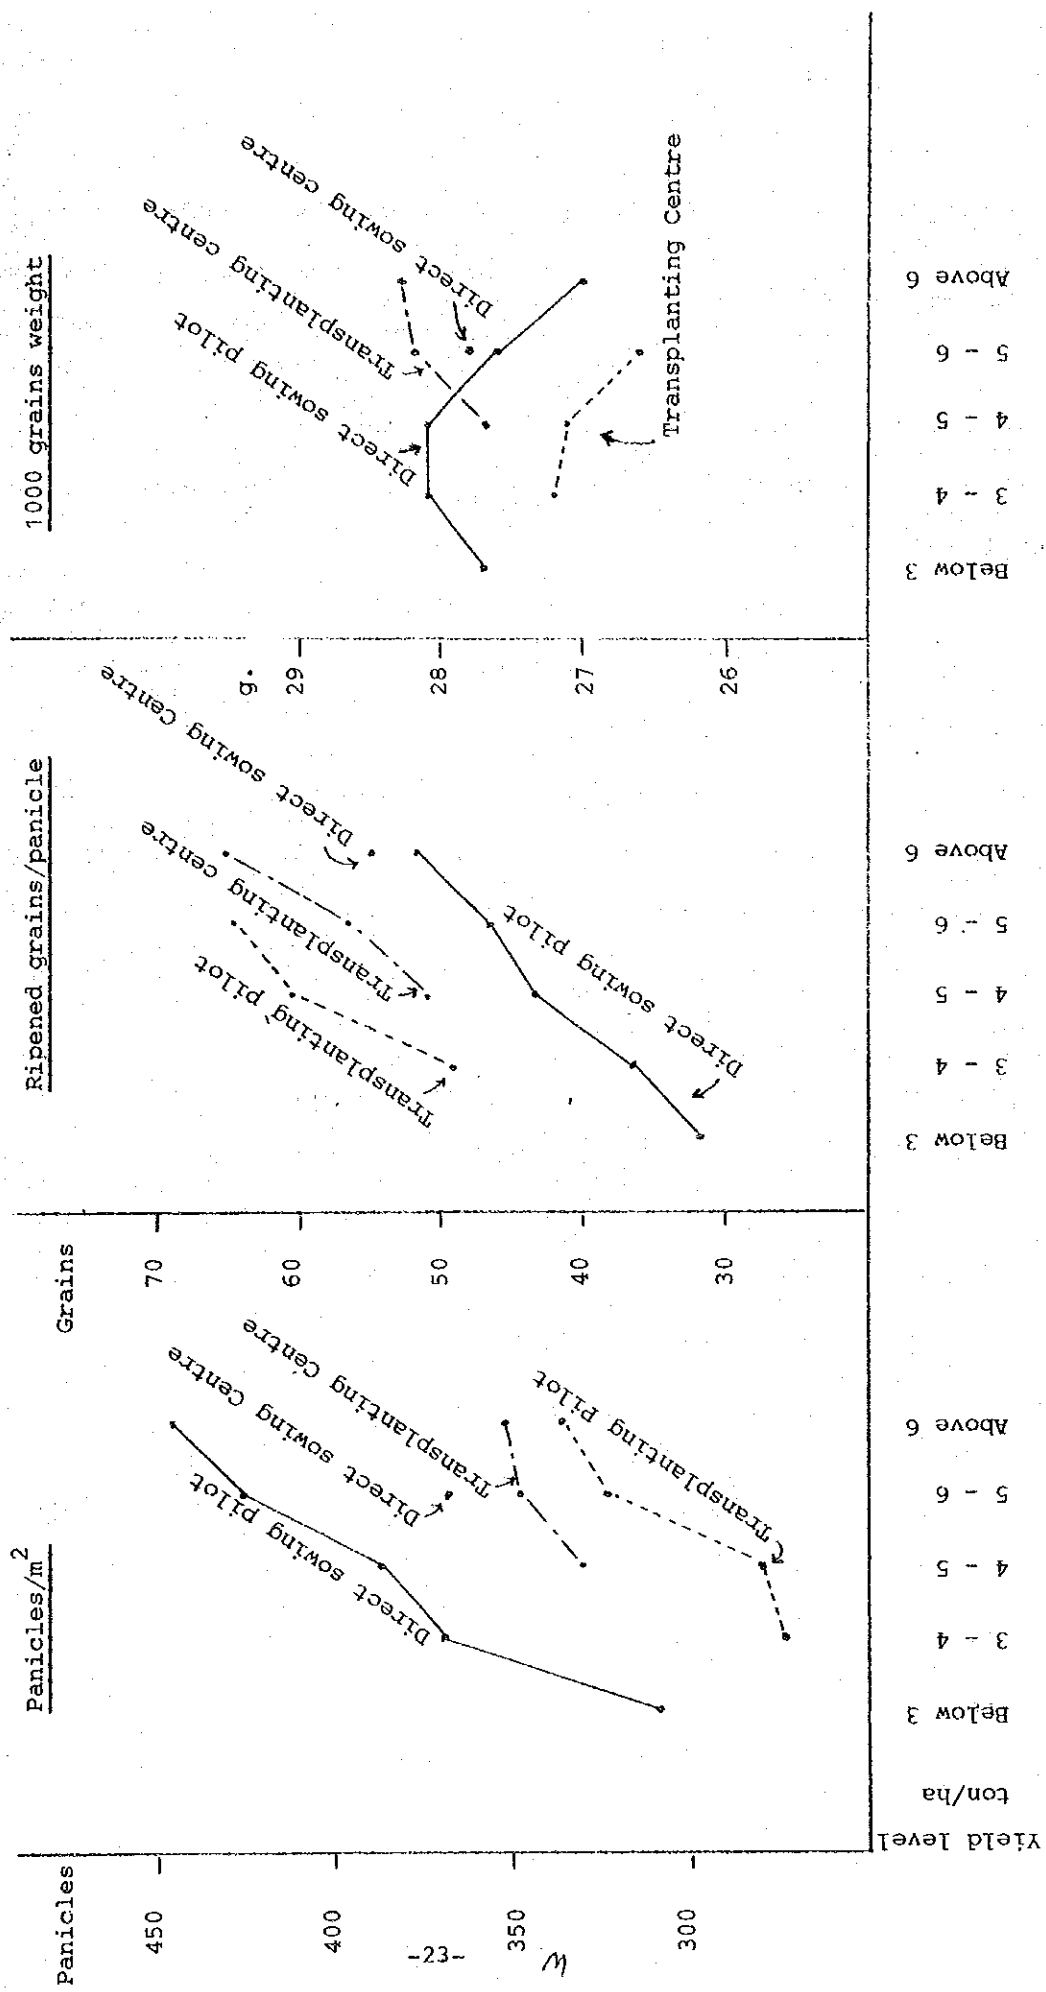 Panicles/m²
Panicles
450
400
350
300
Direct sowing pilot
Direct sowing Centre
Transplanting Centre
Transplanting Pilot
Yield level
ton/ha
Below 3
3 - 4
4 - 5
5 - 6
Above 6
Ripened grains/panicle
Grains
70
60
50
40
30
Transplanting pilot
Transplanting centre
Direct sowing Centre
Direct sowing pilot
Below 3
3 - 4
4 - 5
5 - 6
Above 6
1000 grains weight
g.
29
28
27
26
Direct sowing pilot
Transplanting centre
Direct sowing centre
Transplanting Centre
Below 3
3 - 4
4 - 5
5 - 6
Above 6
-23-